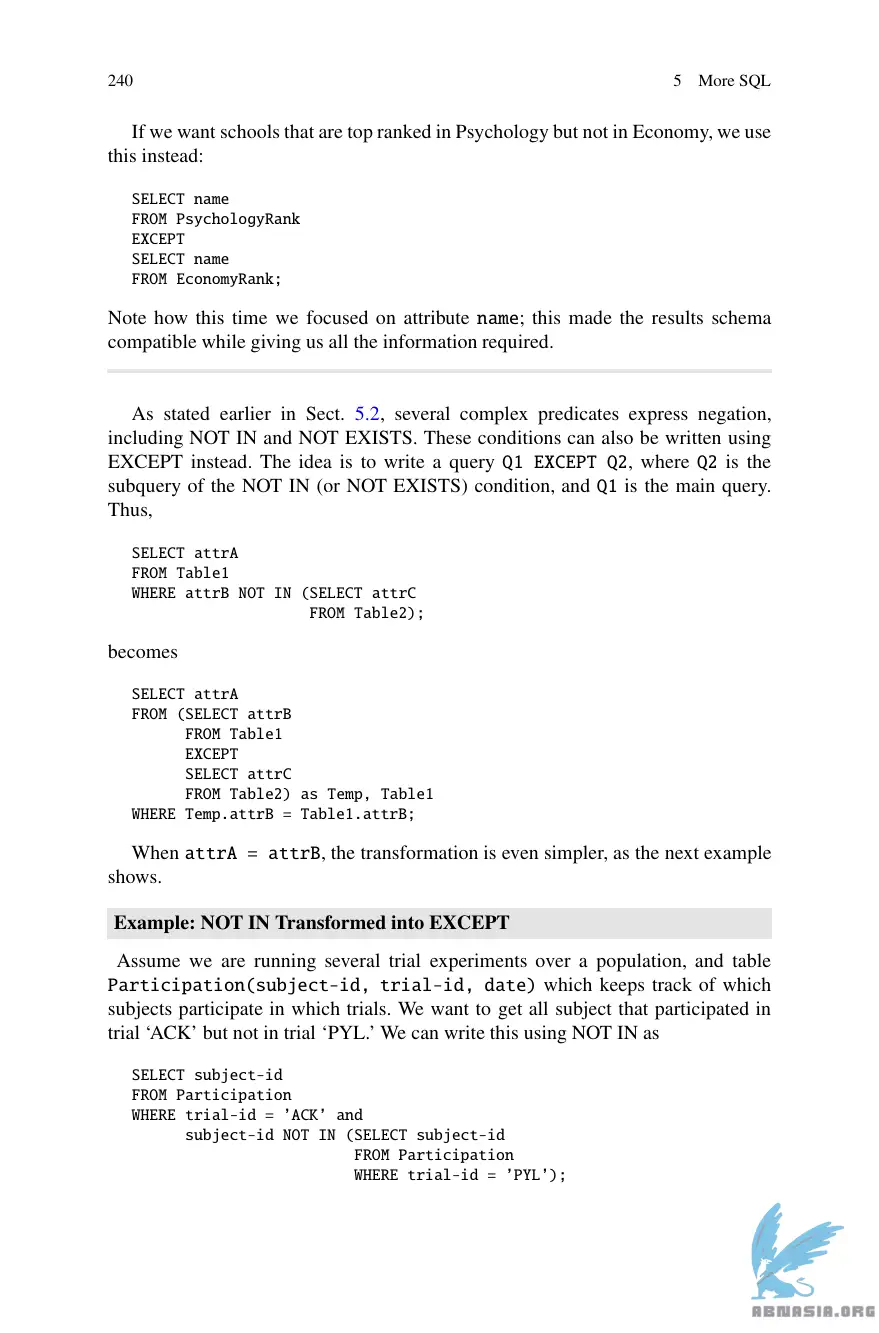 240
5 More SQL
If we want schools that are top ranked in Psychology but not in Economy, we use
this instead:
SELECT name
FROM PsychologyRank
EXCEPT
SELECT name
FROM EconomyRank;
Note how this time we focused on attribute name; this made the results schema
compatible while giving us all the information required.
As stated earlier in Sect. 5.2, several complex predicates express negation,
including NOT IN and NOT EXISTS. These conditions can also be written using
EXCEPT instead. The idea is to write a query Q1 EXCEPT Q2, where Q2 is the
subquery of the NOT IN (or NOT EXISTS) condition, and Q1 is the main query.
Thus,
SELECT attrA
FROM Table1
WHERE attrB NOT IN (SELECT attrC
FROM Table2);
becomes
SELECT attrA
FROM (SELECT attrB
FROM Table1
EXCEPT
SELECT attrC
FROM Table2) as Temp, Table1
WHERE Temp.attrB = Table1.attrB;
When attrA = attrB, the transformation is even simpler, as the next example
shows.
Example: NOT IN Transformed into EXCEPT
Assume we are running several trial experiments over a population, and table
Participation(subject-id, trial-id, date) which keeps track of which
subjects participate in which trials. We want to get all subject that participated in
trial ‘ACK’ but not in trial ‘PYL.’ We can write this using NOT IN as
SELECT subject-id
FROM Participation
WHERE trial-id = ’ACK’ and
subject-id NOT IN (SELECT subject-id
FROM Participation
WHERE trial-id = ’PYL’);
ABNASIA.ORG